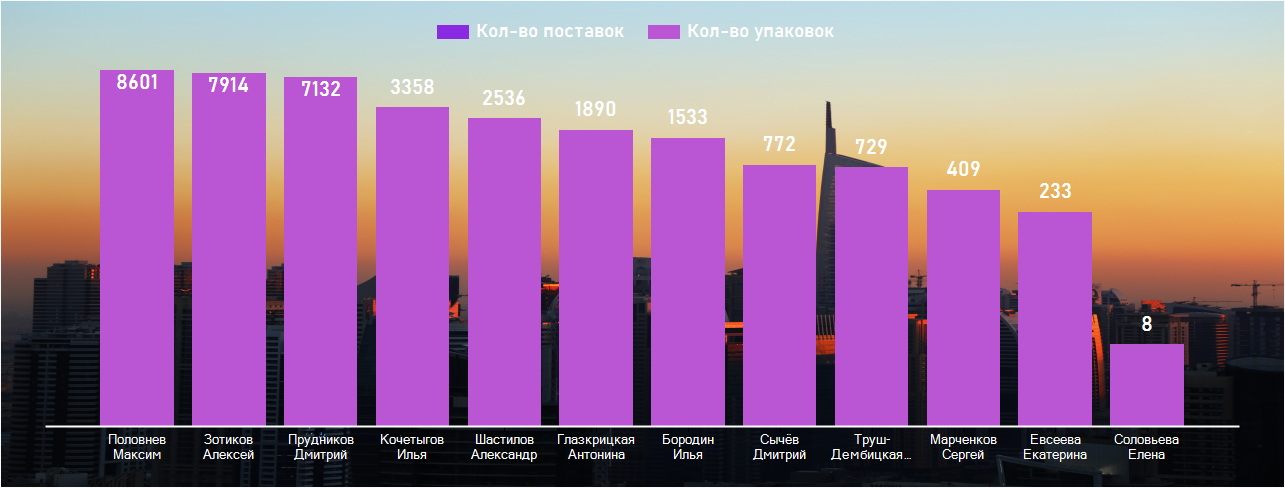 Кол-во поставок Кол-во упаковок
8601 7914 7132 3358 2536 1890 1533 772 729 409 233 8
Половнев Зотиков Прудников Кочетыгов Шастилов Глазкрицкая Бородин Сычёв Труш- Марченков Евсеева Соловьева
Максим Алексей Дмитрий Илья Александр Антонина Илья Дмитрий Дембицкая... Сергей Екатерина Елена